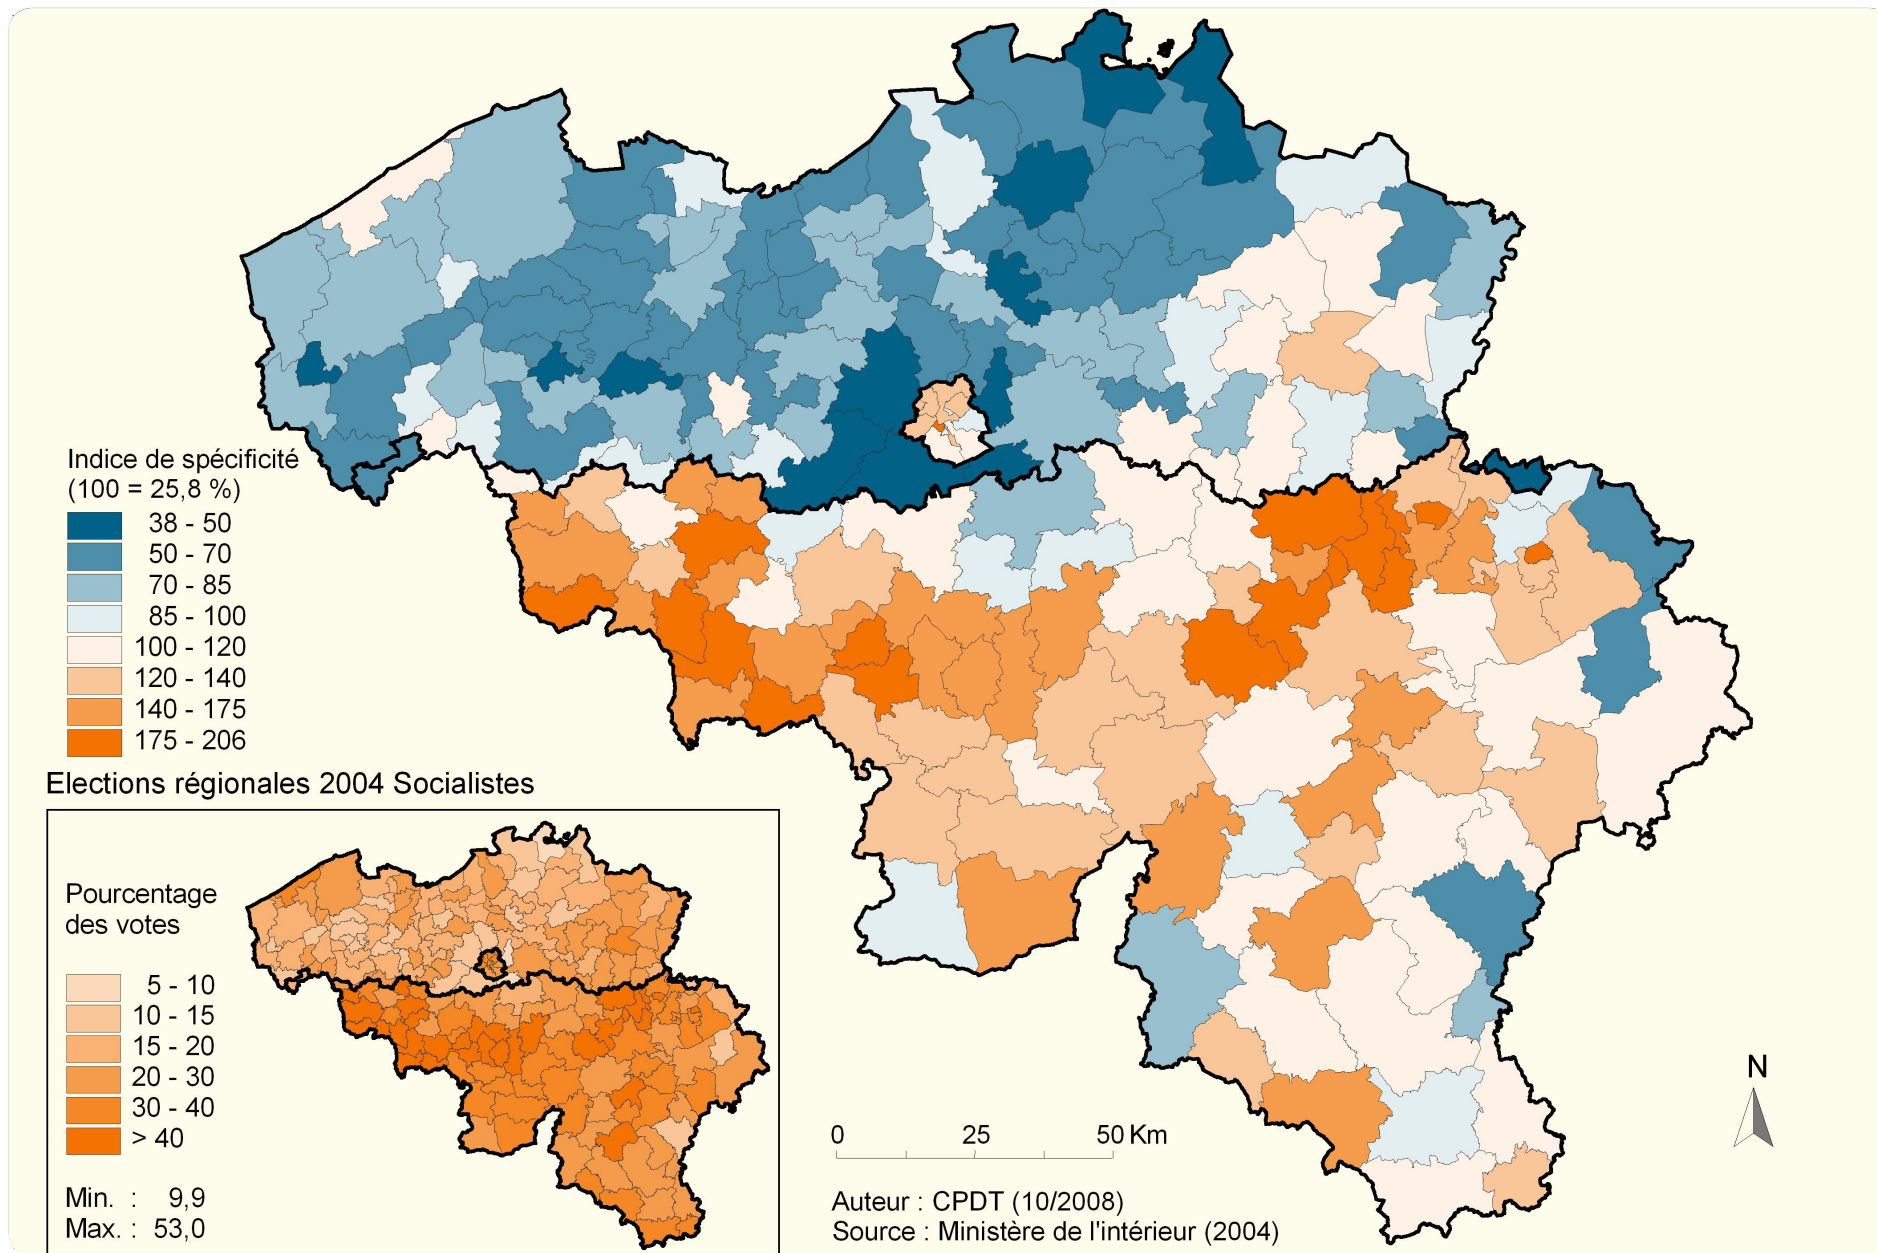 Indice de spécificité
(100 = 25,8 %)
38 - 50
50 - 70
70 - 85
85 - 100
100 - 120
120 - 140
140 - 175
175 - 206
Elections régionales 2004 Socialistes
Pourcentage
des votes
5 - 10
10 - 15
15 - 20
20 - 30
30 - 40
> 40
Min. : 9,9
Max. : 53,0
N
0 25 50 Km
Auteur : CPDT (10/2008)
Source : Ministère de l'intérieur (2004)